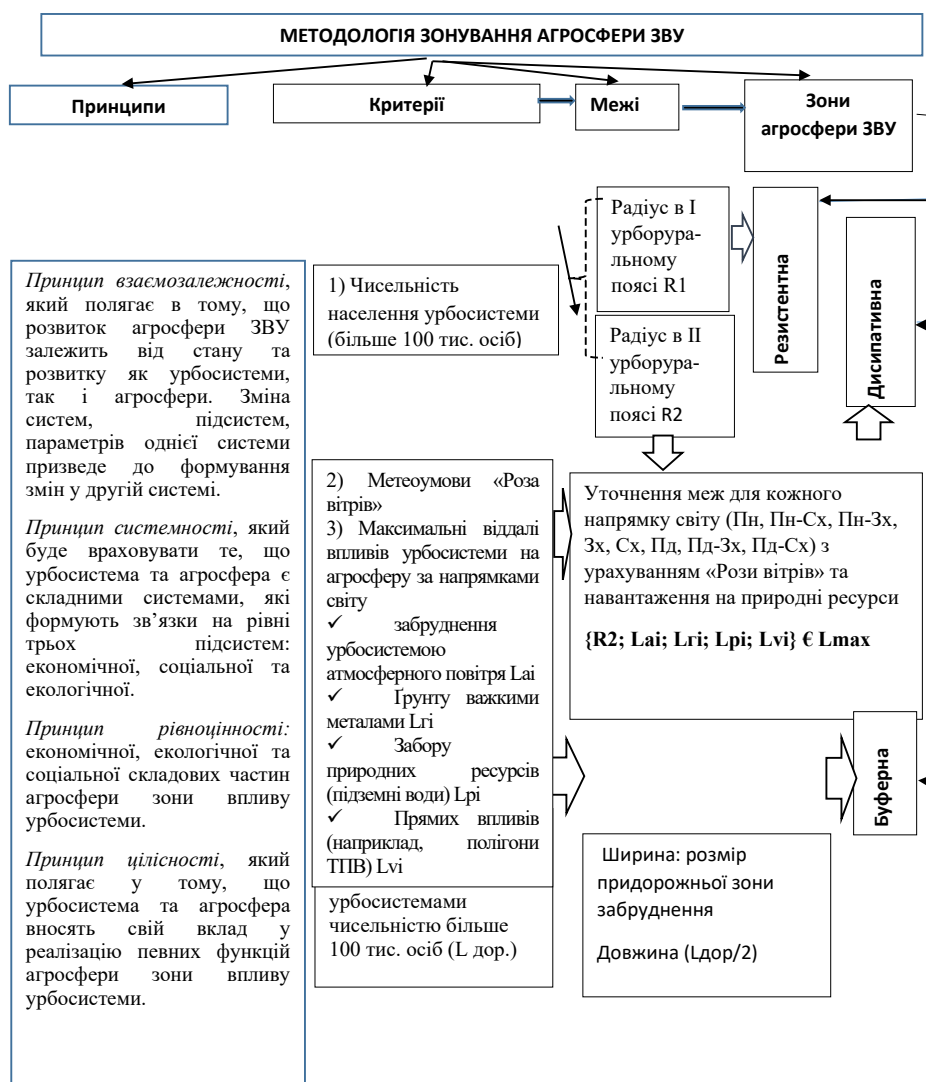 МЕТОДОЛОГІЯ ЗОНУВАННЯ АГРОСФЕРИ ЗВУ
Принципи
Критерії
Межі
Зони
агросфери ЗВУ
Принцип взаємозалежності,
який полягає в тому, що
розвиток агросфери ЗВУ
залежить від стану та
розвитку як урбосистеми,
так і агросфери. Зміна
систем, підсистем,
параметрів однієї системи
призведе до формування
змін у другій системі.
Принцип системності, який
буде враховувати те, що
урбосистема та агросфера є
складними системами, які
формують зв’язки на рівні
трьох підсистем:
економічної, соціальної та
екологічної.
Принцип рівноцінності:
економічної, екологічної та
соціальної складових частин
агросфери зони впливу
урбосистеми.
Принцип цілісності, який
полягає у тому, що
урбосистема та агросфера
вносять свій вклад у
реалізацію певних функцій
агросфери зони впливу
урбосистеми.
1) Чисельність
населення урбосистеми
(більше 100 тис. осіб)
2) Метеоумови «Роза
вітрів»
3) Максимальні віддалі
впливів урбосистеми на
агросферу за напрямками
світу
✓ забруднення
урбосистемою
атмосферного повітря Lаі
✓ Ґрунту важкими
металами Lгі
✓ Забору
природних ресурсів
(підземні води) Lрі
✓ Прямих впливів
(наприклад, полігони
ТПВ) Lvi
урбосистемами
чисельністю більше
100 тис. осіб (L дор.)
Радіус в І
урборура-
льному
поясі R1
Радіус в ІІ
урборура-
льному
поясі R2
Резистентна
Дисипативна
Уточнення меж для кожного
напрямку світу (Пн, Пн-Сх, Пн-Зх,
Зх, Сх, Пд, Пд-Зх, Пд-Сх) з
урахуванням «Рози вітрів» та
навантаження на природні ресурси
{R2; Lаі; Lгі; Lрі; Lvi} € Lmax
Буферна
Ширина: розмір
придорожньої зони
забруднення
Довжина (Lдор/2)